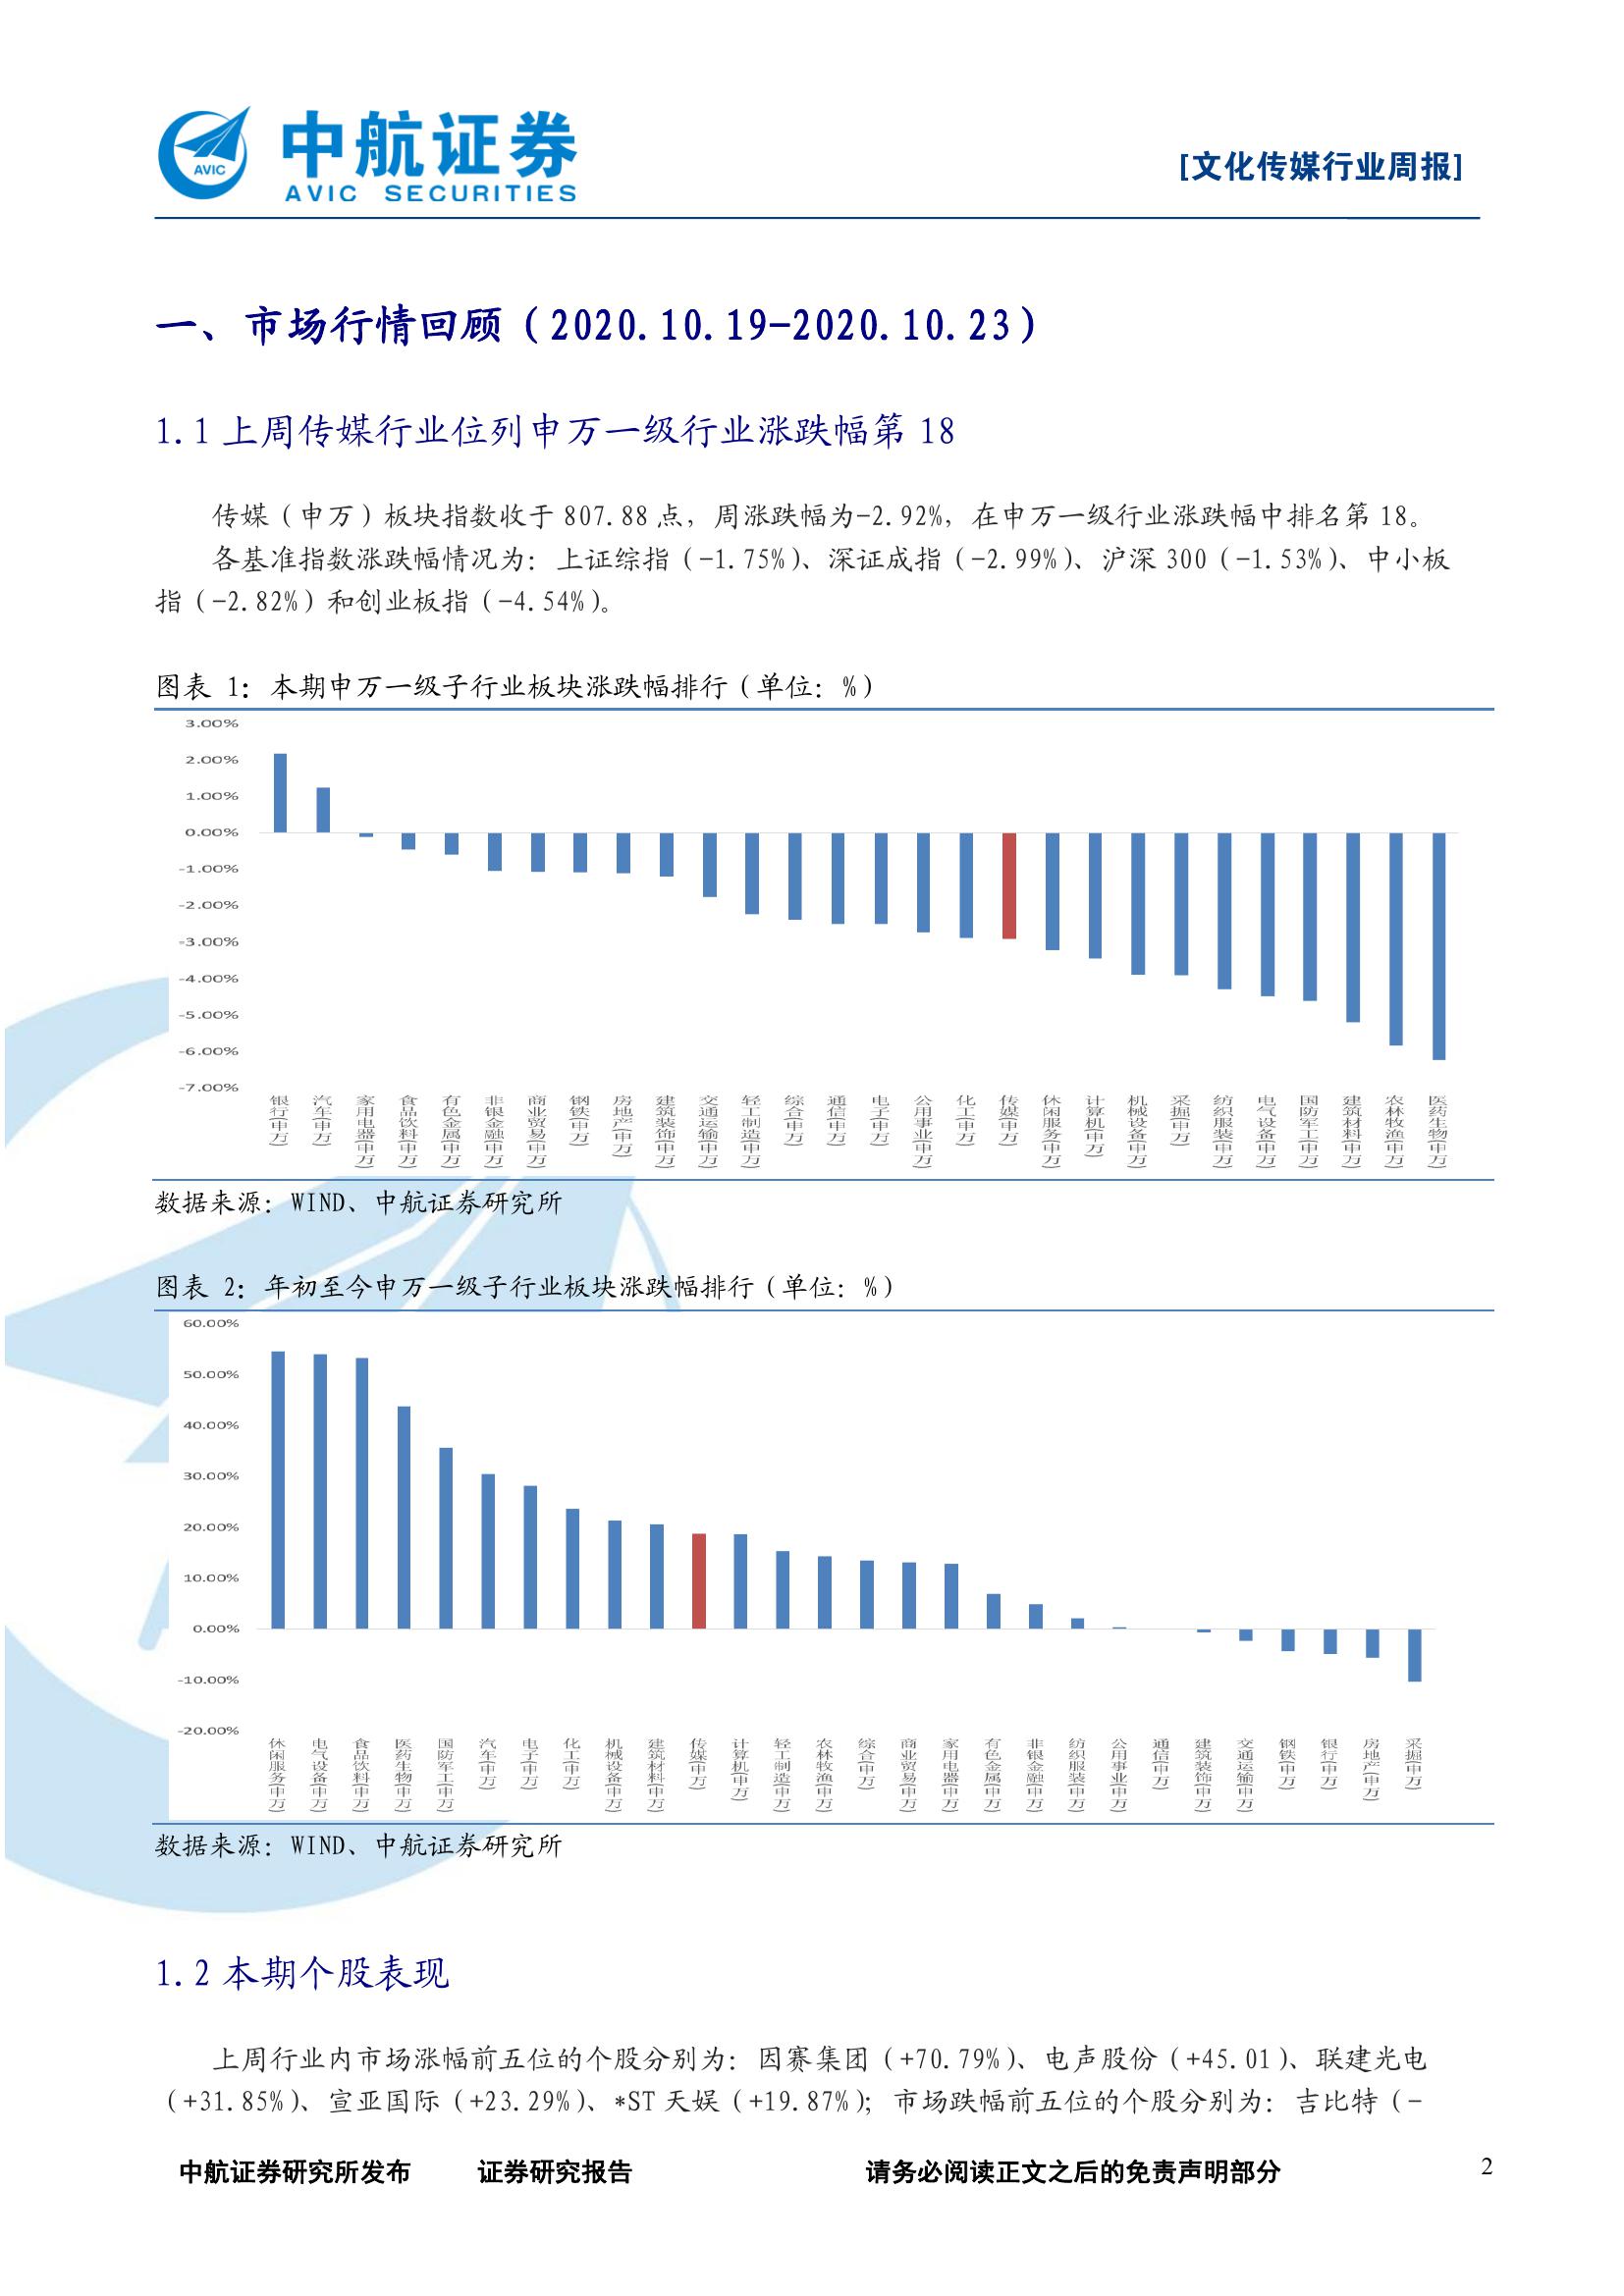 AVIC
中航证券
AVIC SECURITIES
[文化传媒行业周报]
一、市场行情回顾（2020.10.19-2020.10.23）
1.1 上周传媒行业位列申万一级行业涨跌幅第 18
传媒（申万）板块指数收于 807.88 点，周涨跌幅为-2.92%，在申万一级行业涨跌幅中排名第 18。
各基准指数涨跌幅情况为：上证综指（-1.75%）、深证成指（-2.99%）、沪深 300（-1.53%）、中小板
指（-2.82%）和创业板指（-4.54%）。
图表 1：本期申万一级子行业板块涨跌幅排行（单位：%）
3.00%
2.00%
1.00%
0.00%
-1.00%
-2.00%
-3.00%
-4.00%
-5.00%
-6.00%
-7.00%
银行(申万)
汽车(申万)
家用电器(申万)
食品饮料(申万)
有色金属(申万)
非银金融(申万)
商业贸易(申万)
钢铁(申万)
房地产(申万)
建筑装饰(申万)
交通运输(申万)
轻工制造(申万)
综合(申万)
通信(申万)
电子(申万)
公用事业(申万)
化工(申万)
传媒(申万)
休闲服务(申万)
计算机(申万)
机械设备(申万)
采掘(申万)
纺织服装(申万)
电气设备(申万)
国防军工(申万)
建筑材料(申万)
农林牧渔(申万)
医药生物(申万)
数据来源：WIND、中航证券研究所
图表 2：年初至今申万一级子行业板块涨跌幅排行（单位：%）
60.00%
50.00%
40.00%
30.00%
20.00%
10.00%
0.00%
-10.00%
-20.00%
休闲服务(申万)
电气设备(申万)
食品饮料(申万)
医药生物(申万)
国防军工(申万)
汽车(申万)
电子(申万)
化工(申万)
机械设备(申万)
建筑材料(申万)
传媒(申万)
计算机(申万)
轻工制造(申万)
农林牧渔(申万)
综合(申万)
商业贸易(申万)
家用电器(申万)
有色金属(申万)
非银金融(申万)
纺织服装(申万)
公用事业(申万)
通信(申万)
建筑装饰(申万)
交通运输(申万)
钢铁(申万)
银行(申万)
房地产(申万)
采掘(申万)
数据来源：WIND、中航证券研究所
1.2 本期个股表现
上周行业内市场涨幅前五位的个股分别为：因赛集团（+70.79%）、电声股份（+45.01）、联建光电
（+31.85%）、宣亚国际（+23.29%）、*ST 天娱（+19.87%）；市场跌幅前五位的个股分别为：吉比特（-
中航证券研究所发布 证券研究报告 请务必阅读正文之后的免责声明部分 2